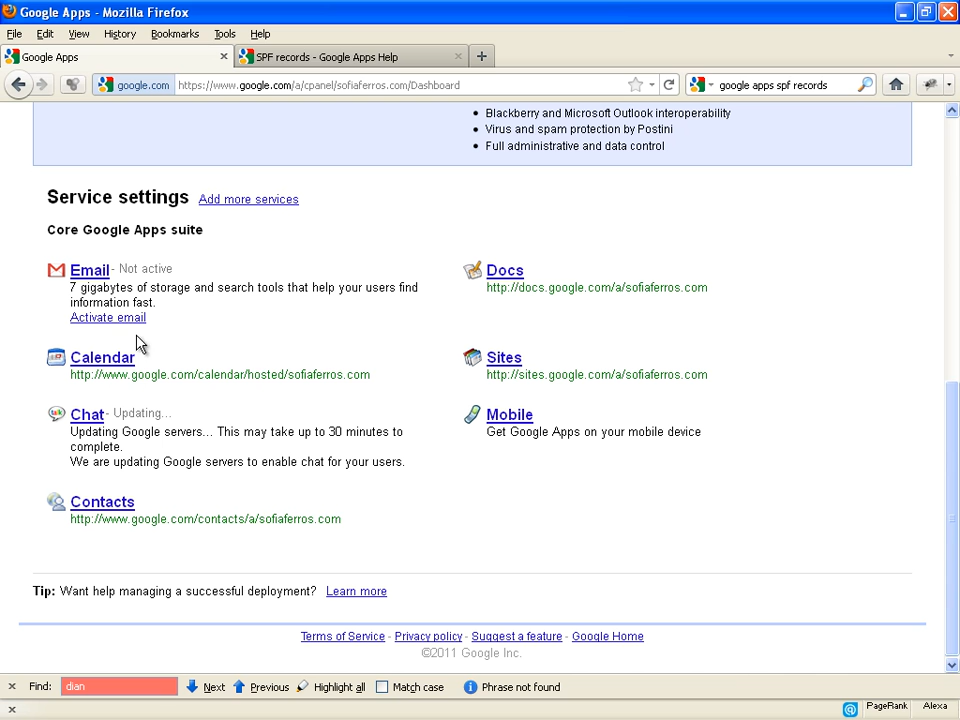 Google Apps - Mozilla Firefox
File Edit View History Bookmarks Tools Help
Google Apps × SPF records - Google Apps Help × +
google.com https://www.google.com/a/cpanel/sofiaferros.com/Dashboard google apps spf records
• Blackberry and Microsoft Outlook interoperability
• Virus and spam protection by Postini
• Full administrative and data control
Service settings Add more services
Core Google Apps suite
Email - Not active
7 gigabytes of storage and search tools that help your users find
information fast.
Activate email
Docs
http://docs.google.com/a/sofiaferros.com
Calendar
http://www.google.com/calendar/hosted/sofiaferros.com
Sites
http://sites.google.com/a/sofiaferros.com
Chat - Updating...
Updating Google servers... This may take up to 30 minutes to
complete.
We are updating Google servers to enable chat for your users.
Mobile
Get Google Apps on your mobile device
Contacts
http://www.google.com/contacts/a/sofiaferros.com
Tip: Want help managing a successful deployment? Learn more
Terms of Service - Privacy policy - Suggest a feature - Google Home
©2011 Google Inc.
× Find: dian Next Previous Highlight all Match case Phrase not found
× @ PageRank Alexa